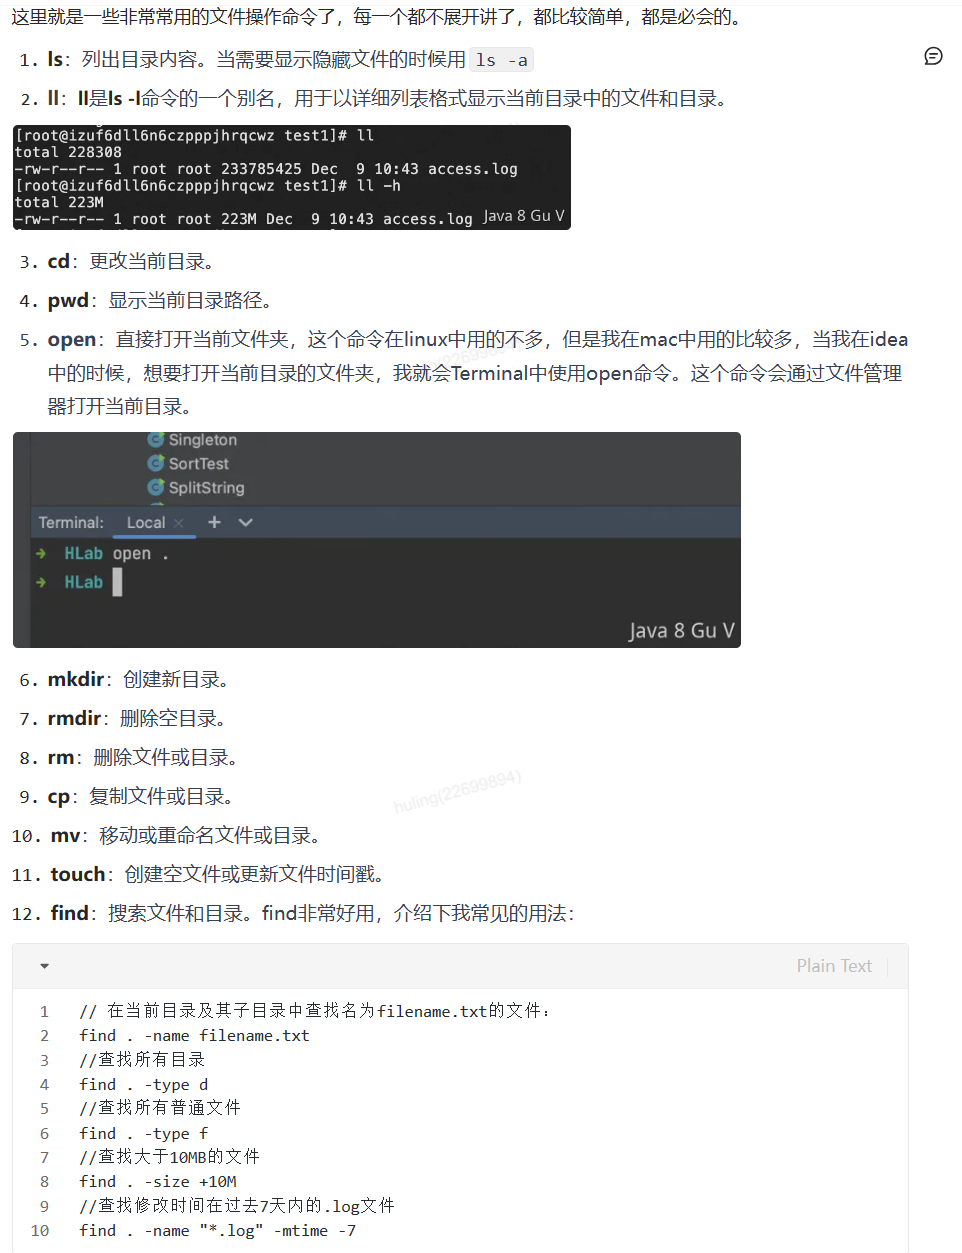 这里就是一些非常常用的文件操作命令了，每一个都不展开讲了，都比较简单，都是必会的。
1. ls：列出目录内容。当需要显示隐藏文件的时候用 ls -a
2. ll：ll是ls -l命令的一个别名，用于以详细列表格式显示当前目录中的文件和目录。
[root@izuf6dll6n6czpppjhrqcwz test1]# ll
total 228308
-rw-r--r-- 1 root root 233785425 Dec  9 10:43 access.log
[root@izuf6dll6n6czpppjhrqcwz test1]# ll -h
total 223M
-rw-r--r-- 1 root root 223M Dec  9 10:43 access.log
Java 8 Gu V
3. cd：更改当前目录。
4. pwd：显示当前目录路径。
5. open：直接打开当前文件夹，这个命令在linux中用的不多，但是我在mac中用的比较多，当我在idea
中的时候，想要打开当前目录的文件夹，我就会Terminal中使用open命令。这个命令会通过文件管理
器打开当前目录。
Singleton
SortTest
SplitString
Terminal: Local × +
→ HLab open .
→ HLab
Java 8 Gu V
6. mkdir：创建新目录。
7. rmdir：删除空目录。
8. rm：删除文件或目录。
9. cp：复制文件或目录。
huling(22699894)
10. mv：移动或重命名文件或目录。
11. touch：创建空文件或更新文件时间戳。
12. find：搜索文件和目录。find非常好用，介绍下我常见的用法：
Plain Text
1 // 在当前目录及其子目录中查找名为filename.txt的文件：
2 find . -name filename.txt
3 //查找所有目录
4 find . -type d
5 //查找所有普通文件
6 find . -type f
7 //查找大于10MB的文件
8 find . -size +10M
9 //查找修改时间在过去7天内的.log文件
10 find . -name "*.log" -mtime -7